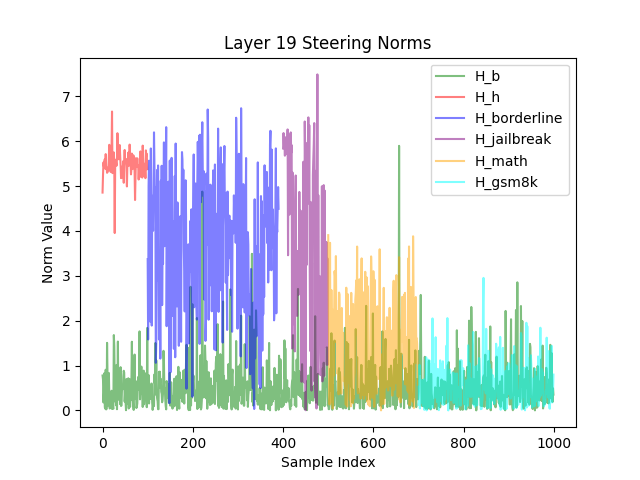 Layer 19 Steering Norms
H_b
H_h
H_borderline
H_jailbreak
H_math
H_gsm8k
Norm Value
7
6
5
4
3
2
1
0
0 200 400 600 800 1000
Sample Index